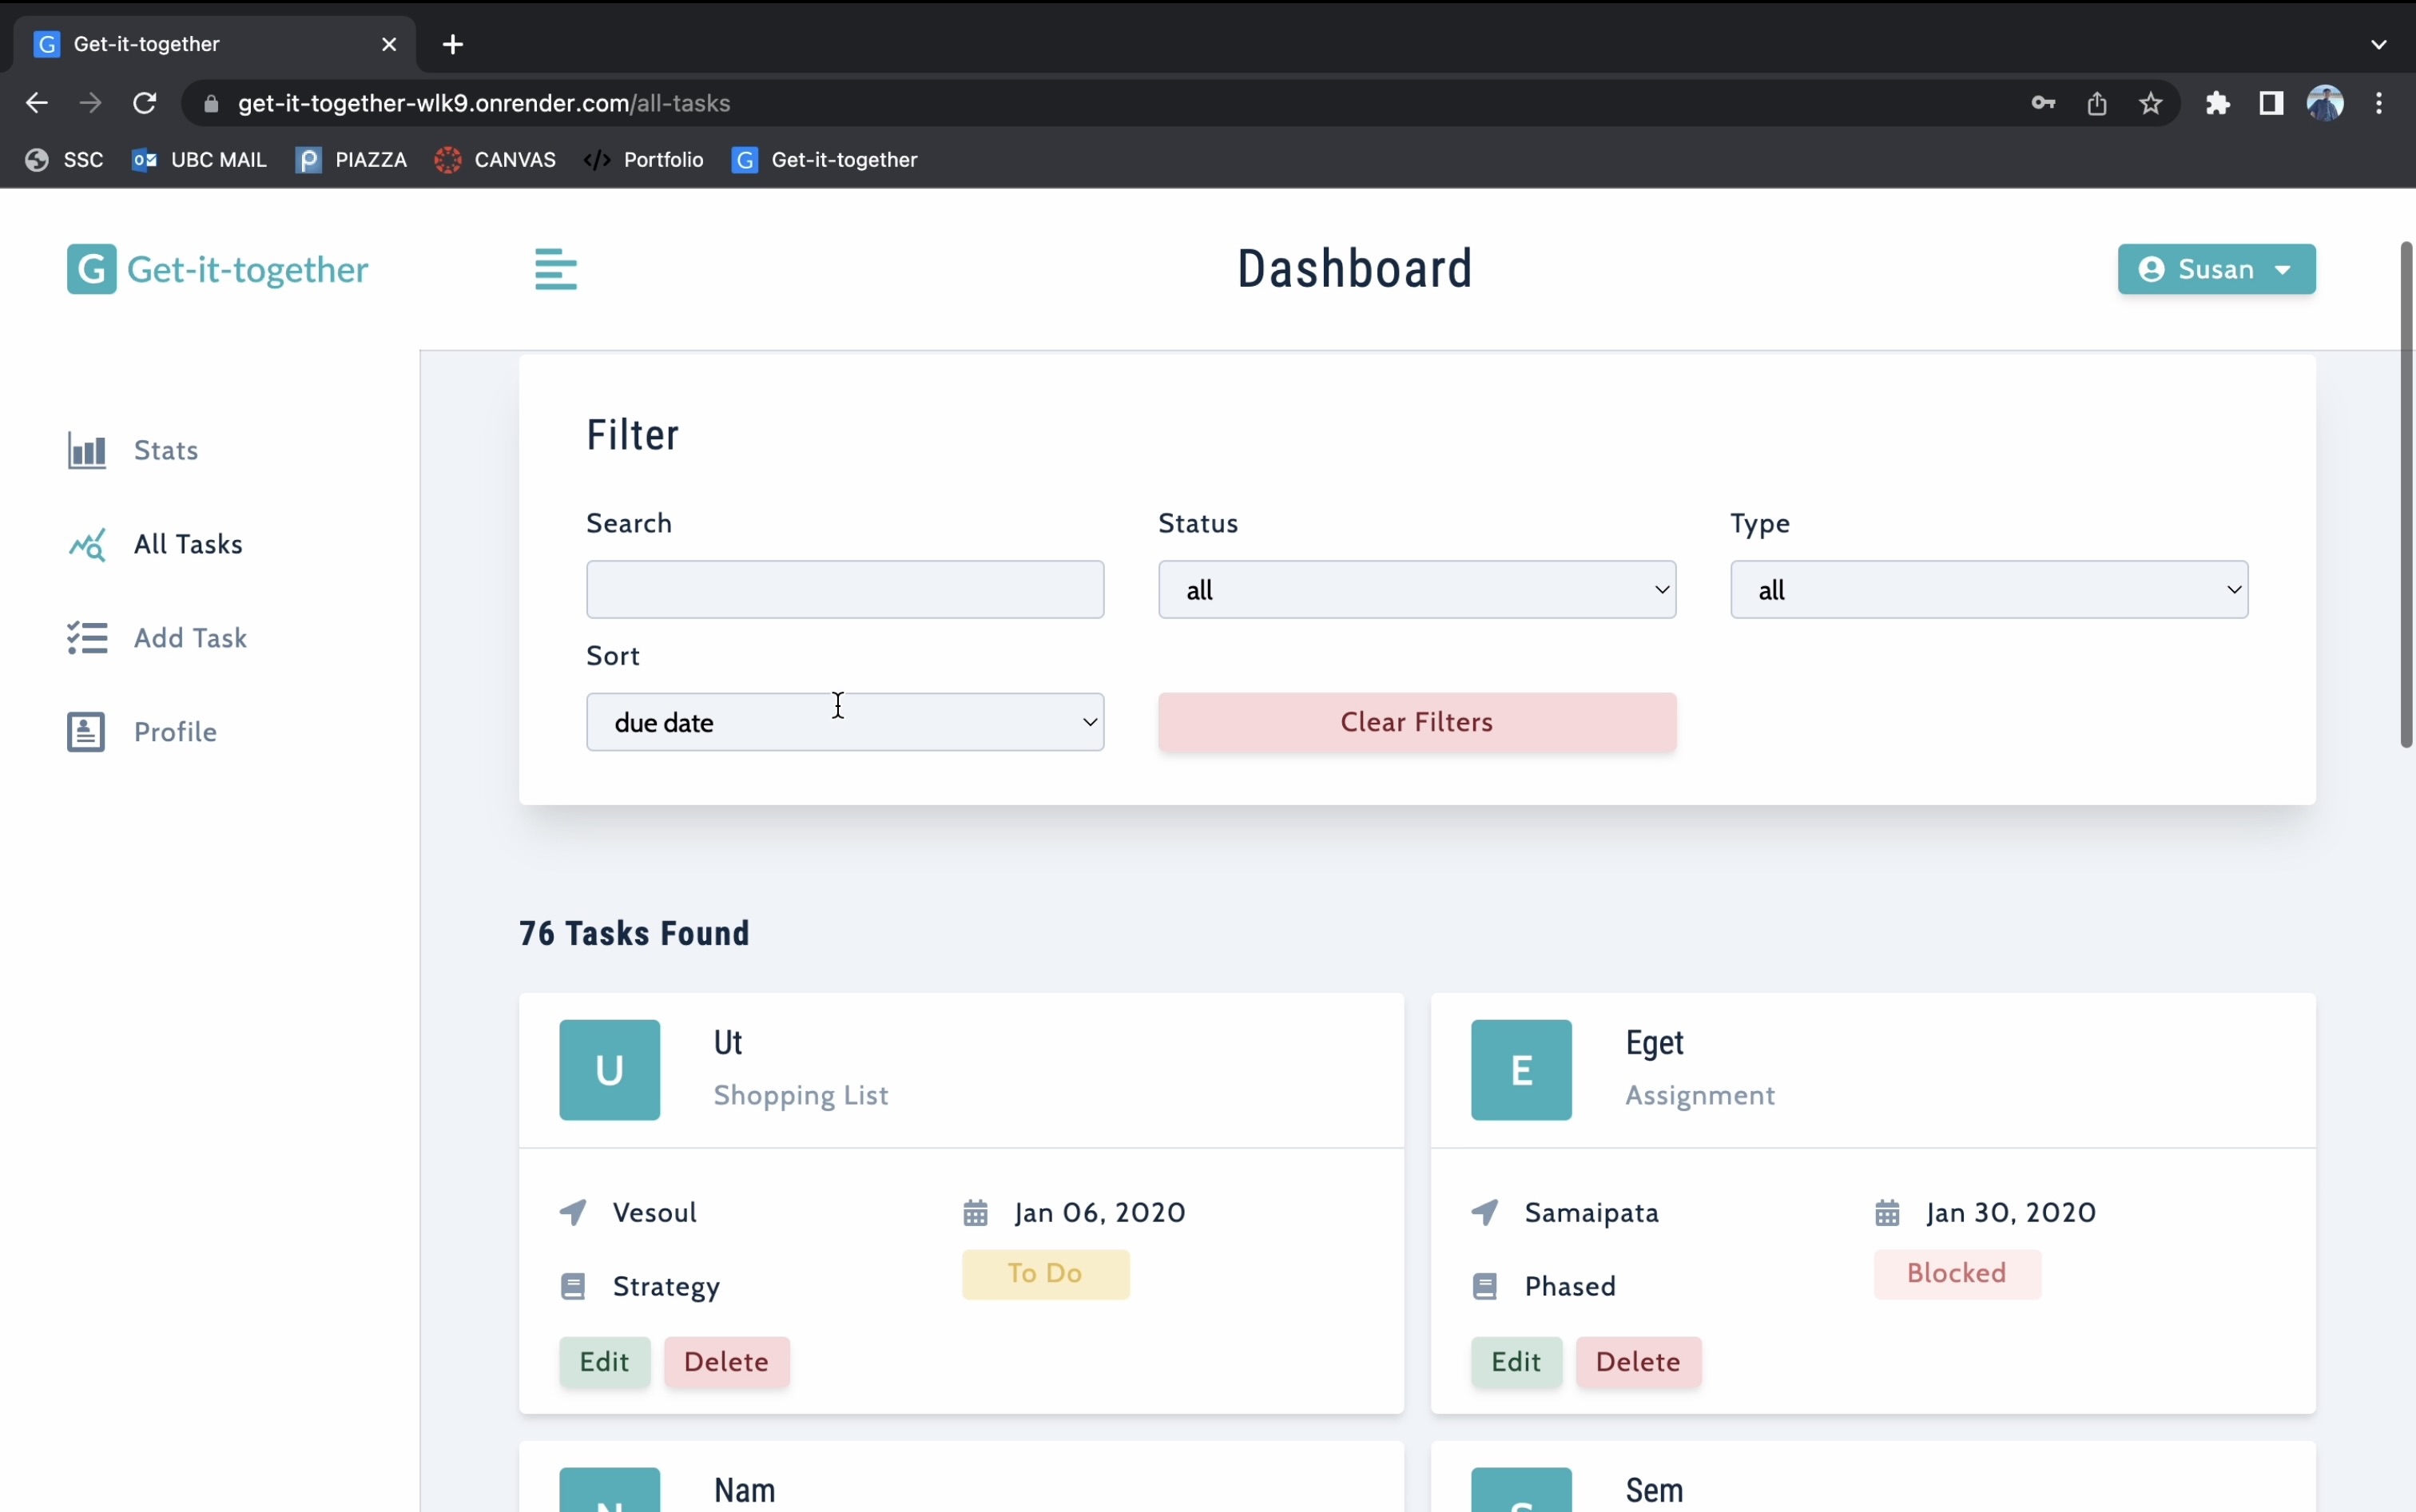 G Get-it-together
get-it-together-wlk9.onrender.com/all-tasks
SSC UBC MAIL PIAZZA CANVAS </> Portfolio G Get-it-together
G Get-it-together
Dashboard
Susan
Stats
All Tasks
Add Task
Profile
Filter
Search Status Type
all all
Sort
due date Clear Filters
76 Tasks Found
U Ut
Shopping List
Vesoul Jan 06, 2020
Strategy To Do
Edit Delete
E Eget
Assignment
Samaipata Jan 30, 2020
Phased Blocked
Edit Delete
N Nam
S Sem